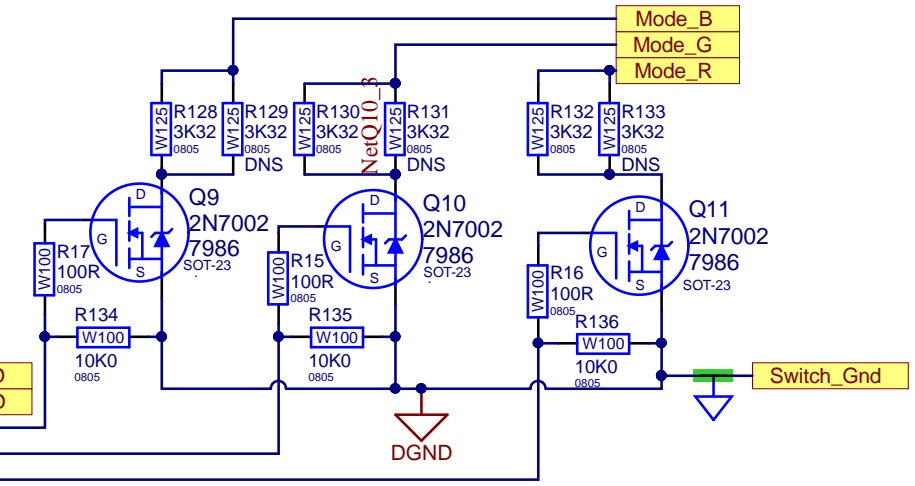 Mode_B
Mode_G
Mode_R
W125
R128
3K32
0805
W125
R129
3K32
0805
DNS
W125
R130
3K32
0805
NetQ10_3
W125
R131
3K32
0805
DNS
W125
R132
3K32
0805
W125
R133
3K32
0805
DNS
D
G
S
Q9
2N7002
7986
SOT-23
D
G
S
Q10
2N7002
7986
SOT-23
D
G
S
Q11
2N7002
7986
SOT-23
W100
R17
100R
0805
W100
R15
100R
0805
W100
R16
100R
0805
R134
W100
10K0
0805
R135
W100
10K0
0805
R136
W100
10K0
0805
Switch_Gnd
DGND